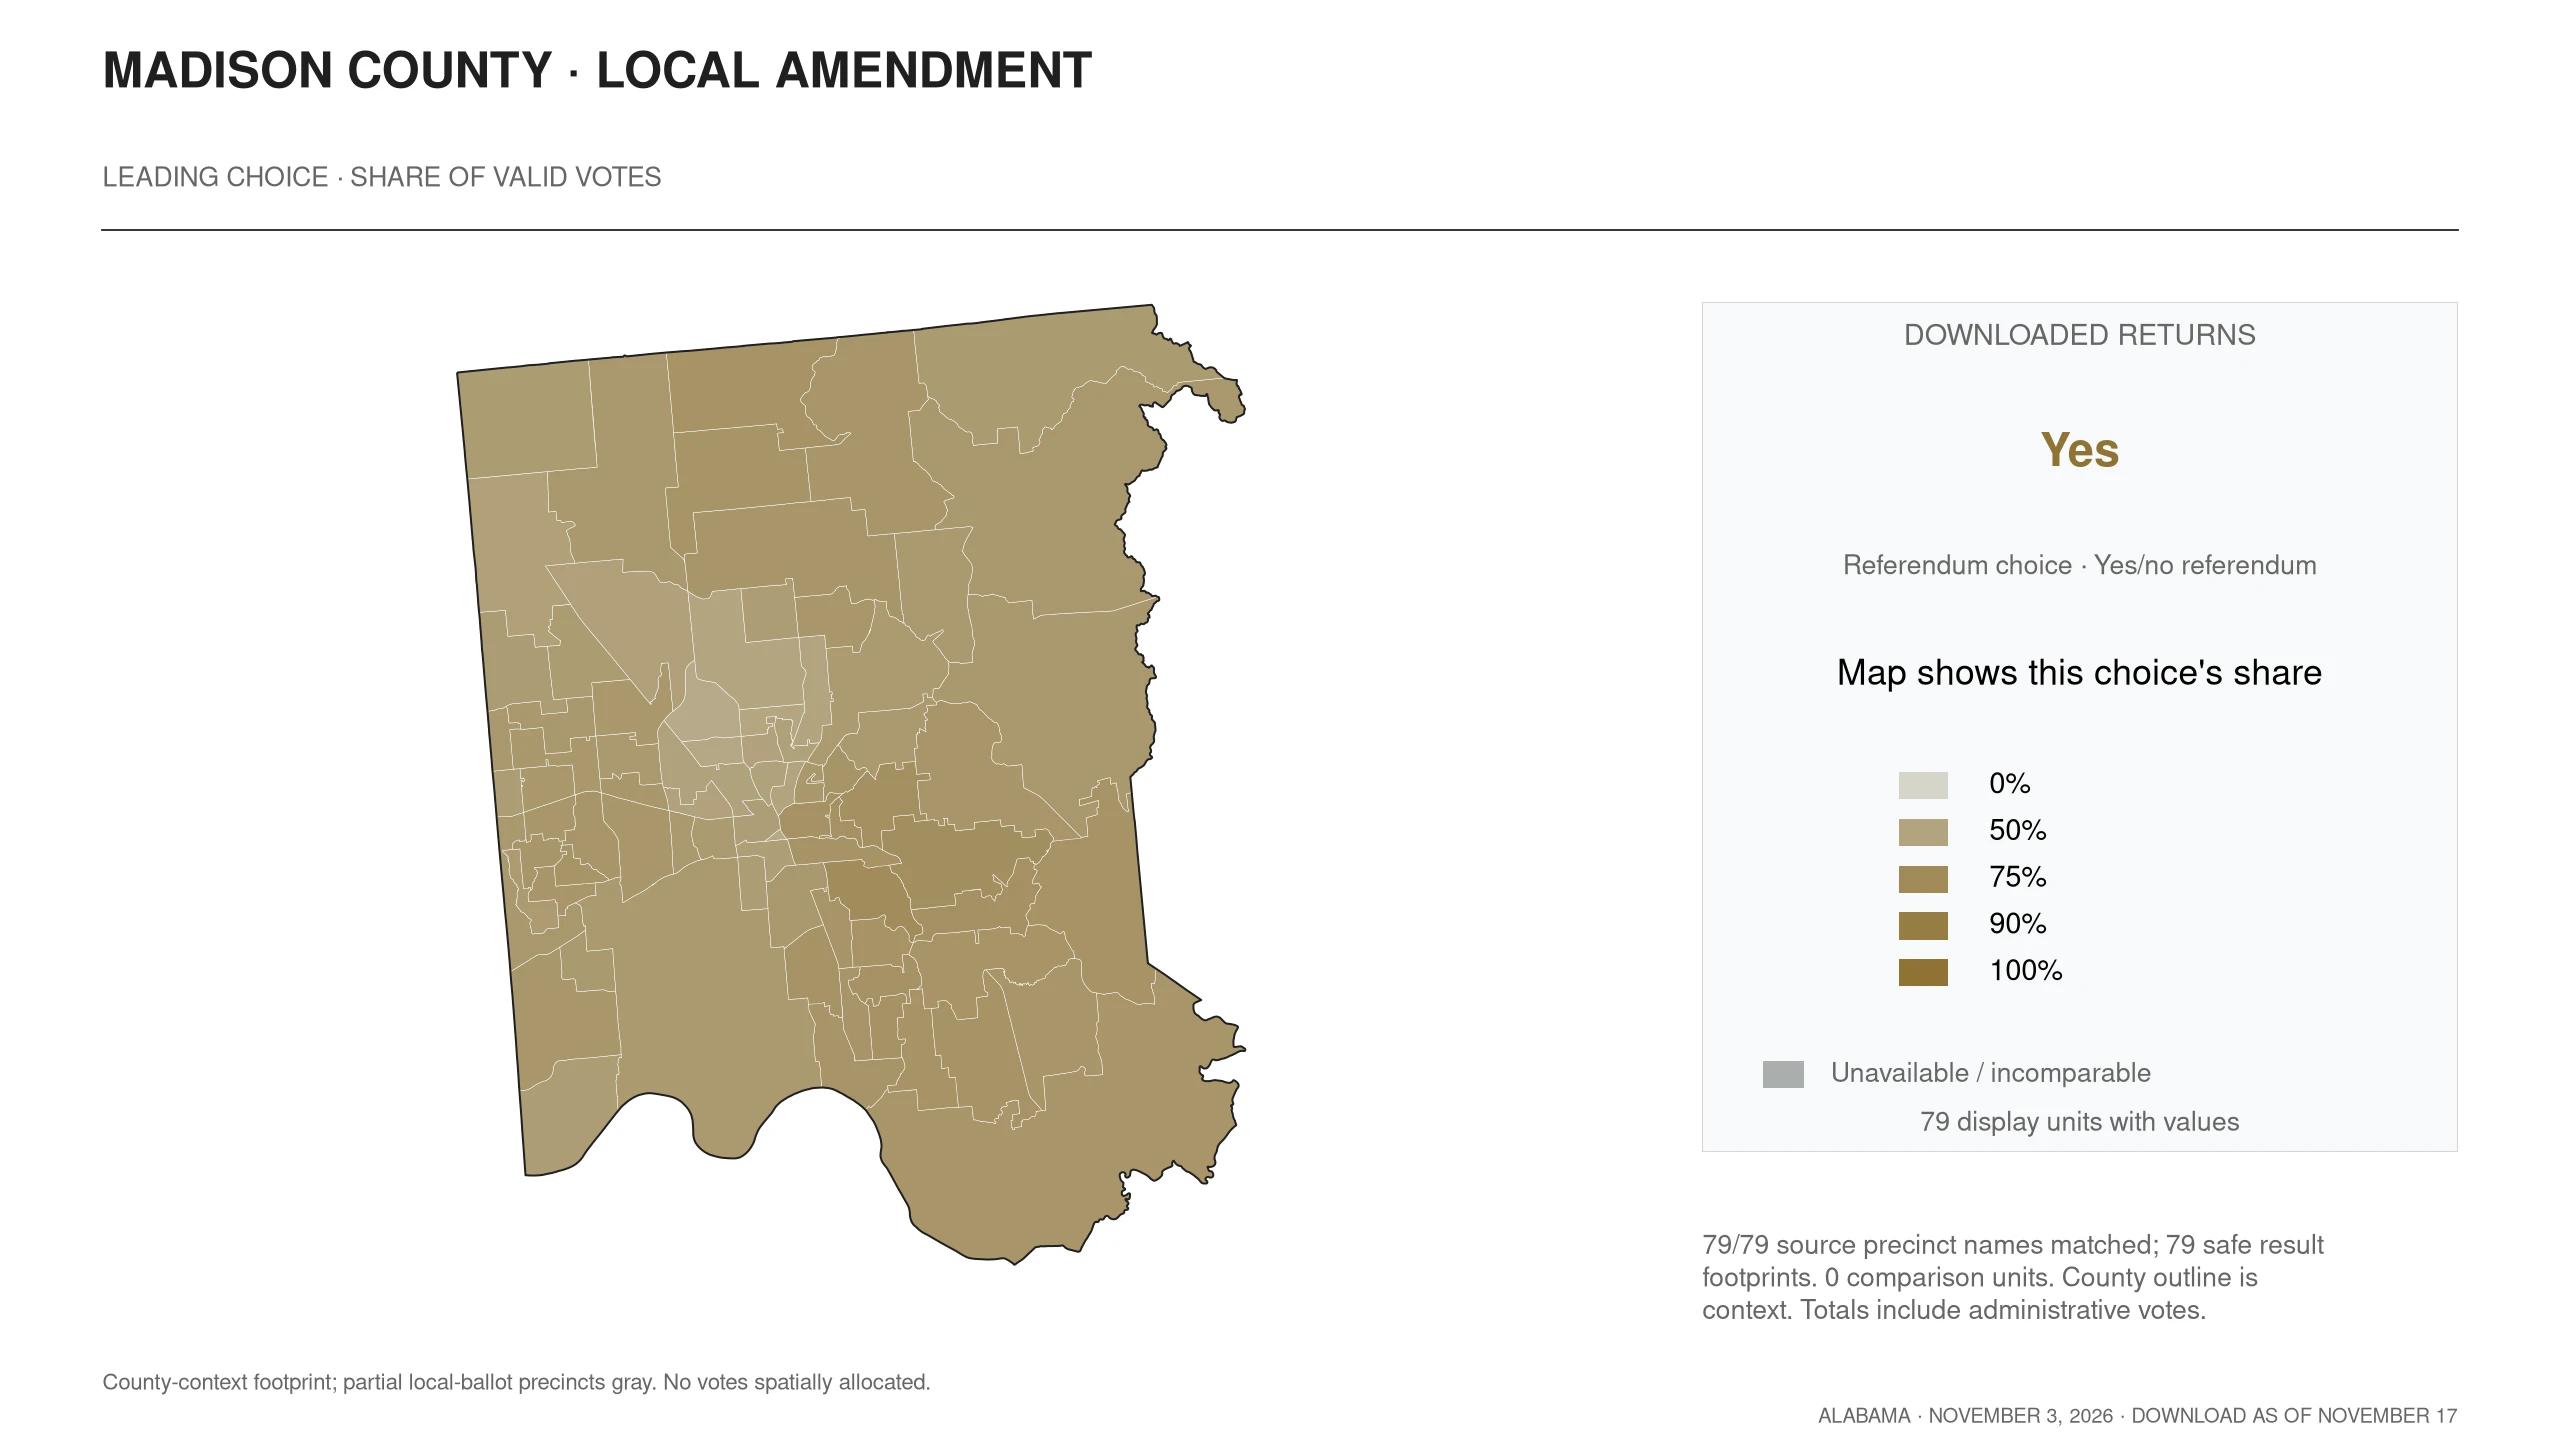 MADISON COUNTY · LOCAL AMENDMENT
LEADING CHOICE · SHARE OF VALID VOTES
DOWNLOADED RETURNS
Yes
Referendum choice · Yes/no referendum
Map shows this choice's share
0%
50%
75%
90%
100%
Unavailable / incomparable
79 display units with values
79/79 source precinct names matched; 79 safe result
footprints. 0 comparison units. County outline is
context. Totals include administrative votes.
County-context footprint; partial local-ballot precincts gray. No votes spatially allocated.
ALABAMA · NOVEMBER 3, 2026 · DOWNLOAD AS OF NOVEMBER 17